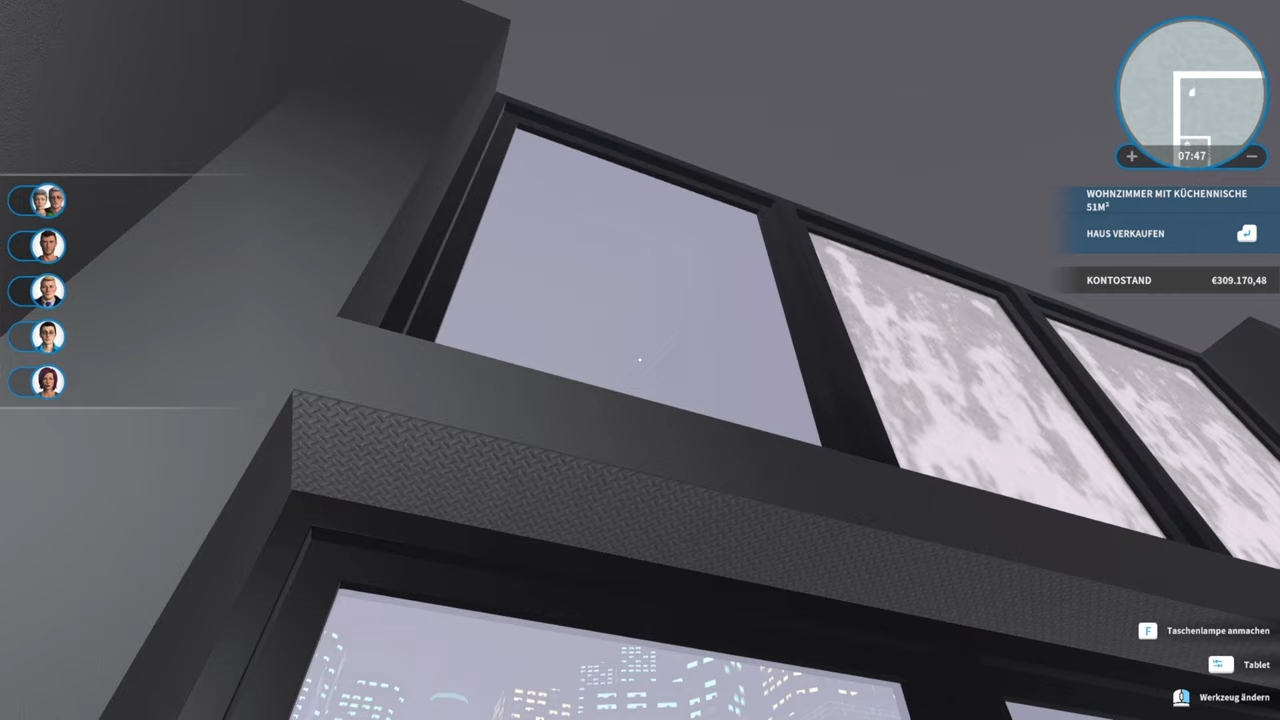 07:47
WOHNZIMMER MIT KÜCHENNISCHE
51M²
HAUS VERKAUFEN
KONTOSTAND €309.170,48
F Taschenlampe anmachen
Tablet
Werkzeug ändern